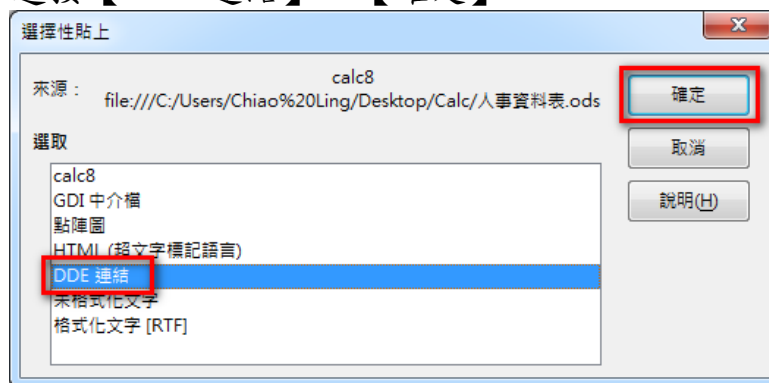 選擇性貼上
來源：
calc8
file:///C:/Users/Chiao%20Ling/Desktop/Calc/人事資料表.ods
確定
選取
取消
calc8
GDI 中介檔
說明(H)
點陣圖
HTML (超文字標記語言)
DDE 連結
未格式化文字
格式化文字 [RTF]